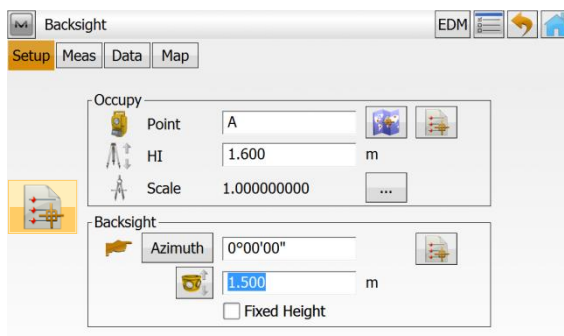 Backsight EDM
Setup Meas Data Map
Occupy
Point A
HI 1.600 m
Scale 1.000000000 ...
Backsight
Azimuth 0°00'00"
1.500 m
Fixed Height